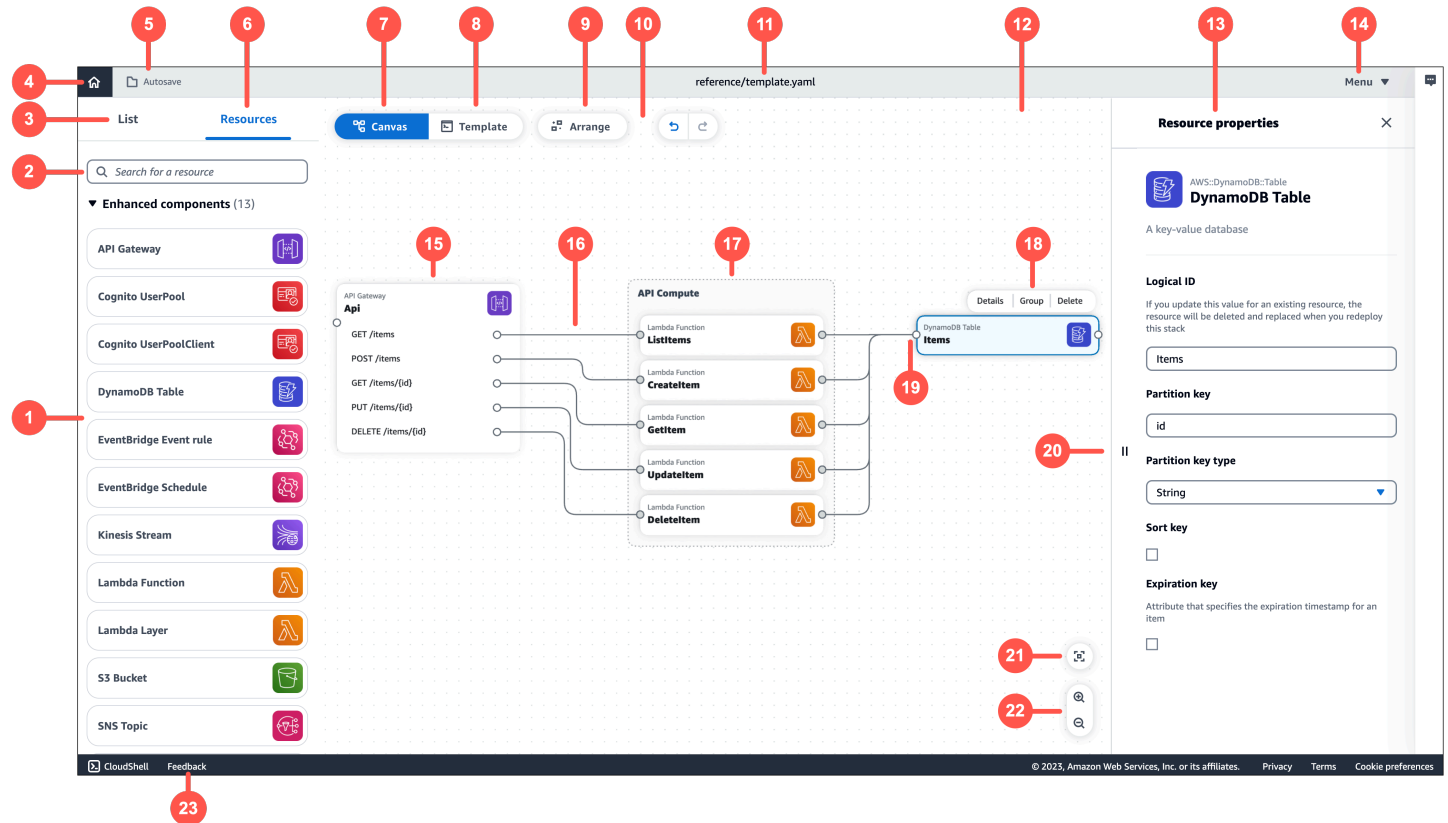 5
6
7
8
9
10
11
12
13
14
4
Autosave
reference/template.yaml
Menu
3
List
Resources
Canvas
Template
Arrange
Resource properties
2
Search for a resource
Enhanced components (13)
API Gateway
Cognito UserPool
Cognito UserPoolClient
DynamoDB Table
1
EventBridge Event rule
EventBridge Schedule
Kinesis Stream
Lambda Function
Lambda Layer
S3 Bucket
SNS Topic
15
16
17
18
API Gateway
Api
GET /items
POST /items
GET /items/{id}
PUT /items/{id}
DELETE /items/{id}
API Compute
Lambda Function
ListItems
Lambda Function
CreateItem
Lambda Function
GetItem
Lambda Function
UpdateItem
Lambda Function
DeleteItem
Details
Group
Delete
DynamoDB Table
Items
19
20
21
22
AWS::DynamoDB::Table
DynamoDB Table
A key-value database
Logical ID
If you update this value for an existing resource, the
resource will be deleted and replaced when you redeploy
this stack
Items
Partition key
id
Partition key type
String
Sort key
Expiration key
Attribute that specifies the expiration timestamp for an
item
CloudShell
Feedback
© 2023, Amazon Web Services, Inc. or its affiliates.
Privacy
Terms
Cookie preferences
23